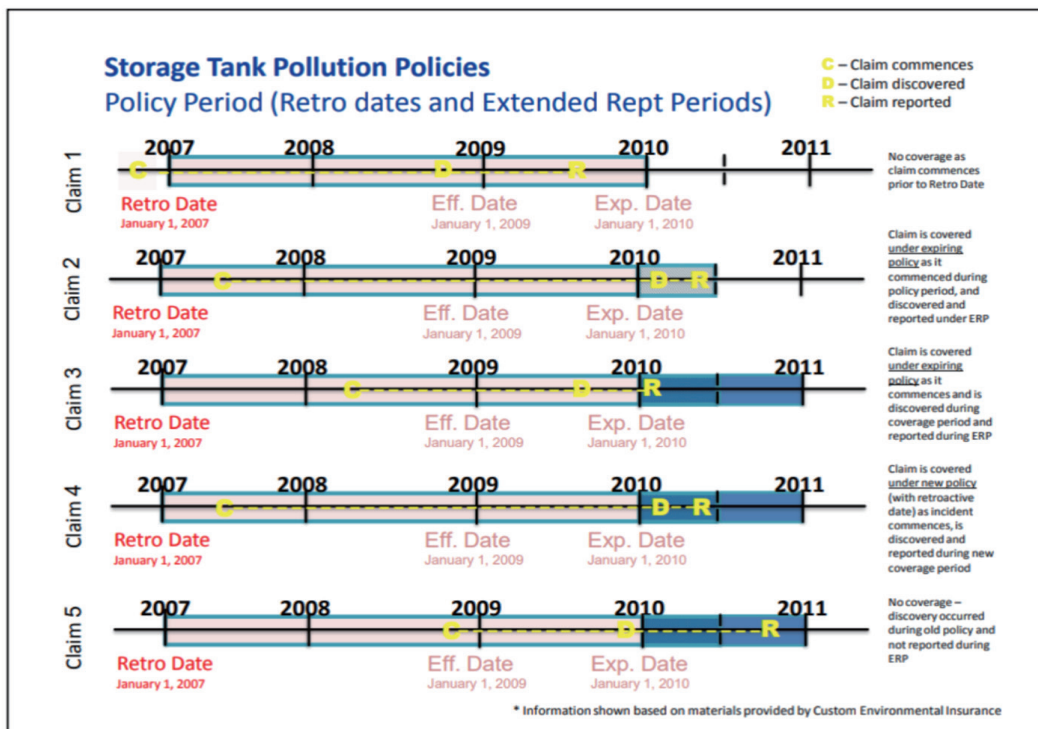 Storage Tank Pollution Policies
Policy Period (Retro dates and Extended Rept Periods)
C – Claim commences
D – Claim discovered
R – Claim reported
Claim 1
2007 2008 2009 2010 2011
C D R
Retro Date Eff. Date Exp. Date
January 1, 2007 January 1, 2009 January 1, 2010
No coverage as
claim commences
prior to Retro Date
Claim 2
2007 2008 2009 2010 2011
C D R
Retro Date Eff. Date Exp. Date
January 1, 2007 January 1, 2009 January 1, 2010
Claim is covered
under expiring
policy as it
commenced during
policy period, and
discovered and
reported under ERP
Claim 3
2007 2008 2009 2010 2011
C D R
Retro Date Eff. Date Exp. Date
January 1, 2007 January 1, 2009 January 1, 2010
Claim is covered
under expiring
policy as it
commences and is
discovered during
coverage period and
reported during ERP
Claim 4
2007 2008 2009 2010 2011
C D R
Retro Date Eff. Date Exp. Date
January 1, 2007 January 1, 2009 January 1, 2010
Claim is covered
under new policy
(with retroactive
date) as incident
commences, is
discovered and
reported during new
coverage period
Claim 5
2007 2008 2009 2010 2011
C D R
Retro Date Eff. Date Exp. Date
January 1, 2007 January 1, 2009 January 1, 2010
No coverage –
discovery occurred
during old policy and
not reported during
ERP
* Information shown based on materials provided by Custom Environmental Insurance